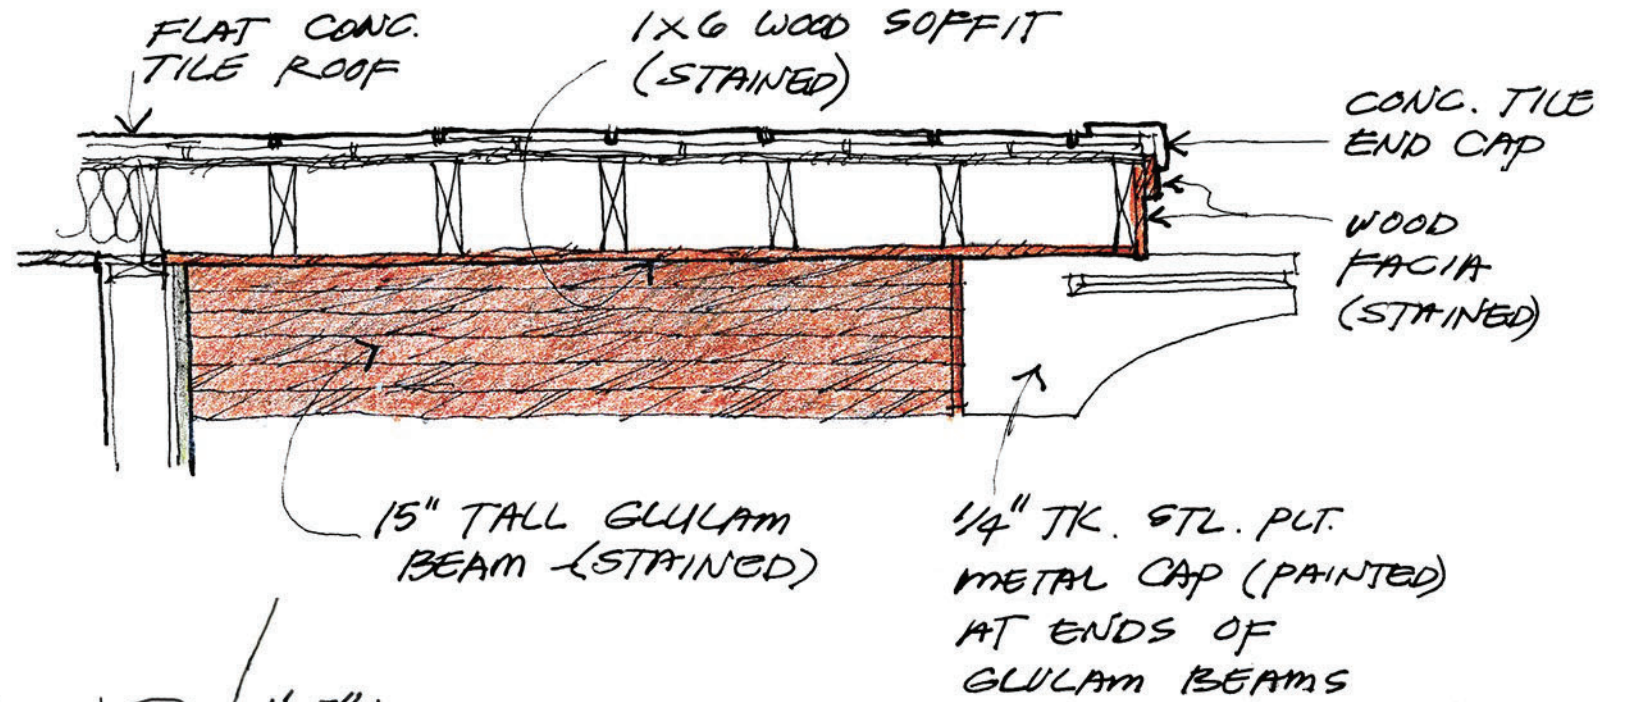 FLAT CONC.
TILE ROOF
1X6 WOOD SOFFIT
(STAINED)
CONC. TILE
END CAP
WOOD
FACIA
(STAINED)
15" TALL GLULAM
BEAM (STAINED)
1/4" TK. STL. PLT.
METAL CAP (PAINTED)
AT ENDS OF
GLULAM BEAMS